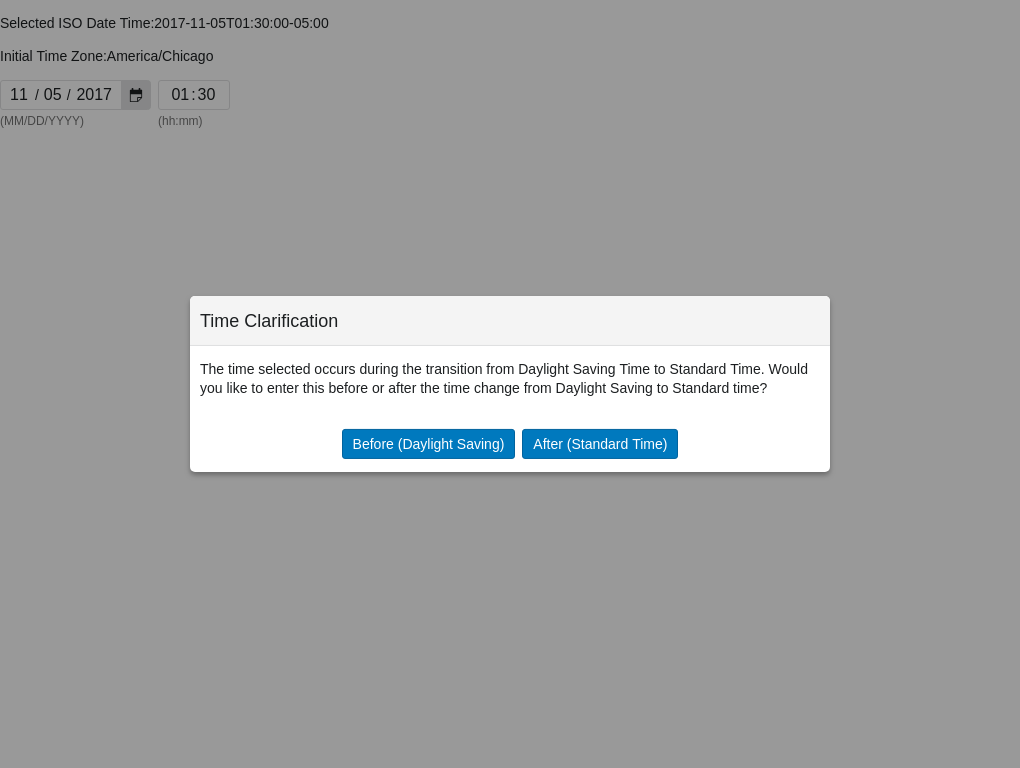 Selected ISO Date Time:2017-11-05T01:30:00-05:00
Initial Time Zone:America/Chicago
11 / 05 / 2017 01:30
(MM/DD/YYYY) (hh:mm)
Time Clarification
The time selected occurs during the transition from Daylight Saving Time to Standard Time. Would
you like to enter this before or after the time change from Daylight Saving to Standard time?
Before (Daylight Saving) After (Standard Time)